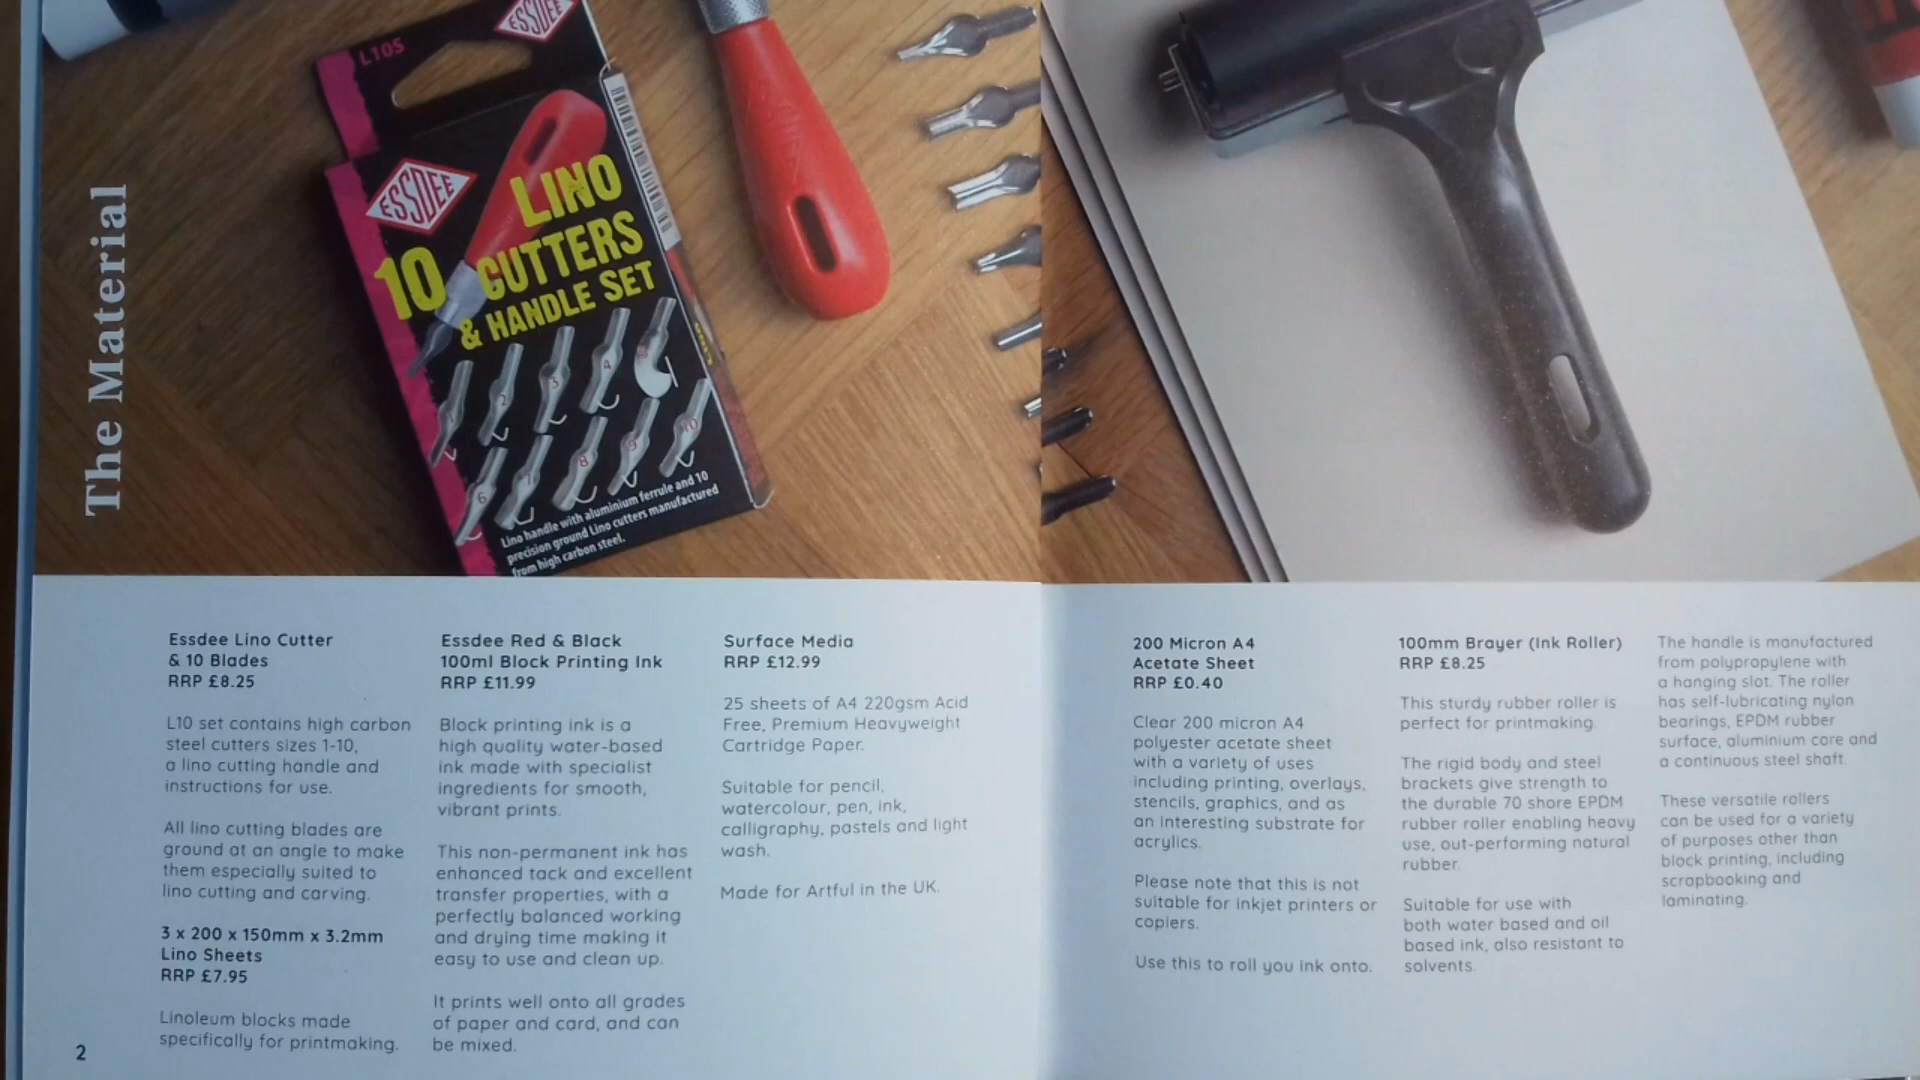 The Material
ESSDEE
L10S
ESSDEE
10 LINO
CUTTERS
& HANDLE SET
1 2 3 4 5
6 7 8 9 10
Lino handle with aluminium ferrule and 10
precision ground Lino cutters manufactured
from high carbon steel.
Essdee Lino Cutter
& 10 Blades
RRP £8.25
L10 set contains high carbon
steel cutters sizes 1-10,
a lino cutting handle and
instructions for use.
All lino cutting blades are
ground at an angle to make
them especially suited to
lino cutting and carving.
3 x 200 x 150mm x 3.2mm
Lino Sheets
RRP £7.95
Linoleum blocks made
specifically for printmaking.
Essdee Red & Black
100ml Block Printing Ink
RRP £11.99
Block printing ink is a
high quality water-based
ink made with specialist
ingredients for smooth,
vibrant prints.
This non-permanent ink has
enhanced tack and excellent
transfer properties, with a
perfectly balanced working
and drying time making it
easy to use and clean up.
It prints well onto all grades
of paper and card, and can
be mixed.
Surface Media
RRP £12.99
25 sheets of A4 220gsm Acid
Free, Premium Heavyweight
Cartridge Paper.
Suitable for pencil,
watercolour, pen, ink,
calligraphy, pastels and light
wash.
Made for Artful in the UK.
2
200 Micron A4
Acetate Sheet
RRP £0.40
Clear 200 micron A4
polyester acetate sheet
with a variety of uses
including printing, overlays,
stencils, graphics, and as
an interesting substrate for
acrylics.
Please note that this is not
suitable for inkjet printers or
copiers.
Use this to roll you ink onto.
100mm Brayer (Ink Roller)
RRP £8.25
This sturdy rubber roller is
perfect for printmaking
The rigid body and steel
brackets give strength to
the durable 70 shore EPDM
rubber roller enabling heavy
use, out-performing natural
rubber.
Suitable for use with
both water based and oil
based ink, also resistant to
solvents.
The handle is manufactured
from polypropylene with
a hanging slot. The roller
has self-lubricating nylon
bearings, EPDM rubber
surface, aluminium core and
a continuous steel shaft.
These versatile rollers
can be used for a variety
of purposes other than
block printing, including
scrapbooking and
laminating.